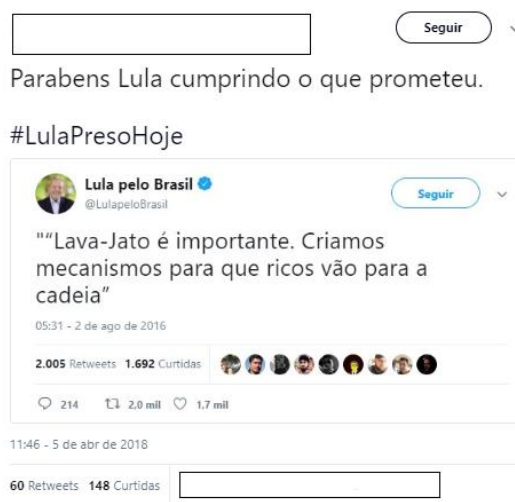 Seguir
Parabens Lula cumprindo o que prometeu.
#LulaPresoHoje
Lula pelo Brasil
@LulapeloBrasil
Seguir
"“Lava-Jato é importante. Criamos
mecanismos para que ricos vão para a
cadeia”
05:31 - 2 de ago de 2016
2.005 Retweets 1.692 Curtidas
214 2,0 mil 1,7 mil
11:46 - 5 de abr de 2018
60 Retweets 148 Curtidas